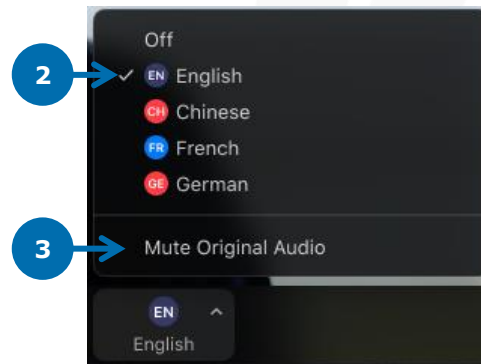 Off
2 EN English
CH Chinese
FR French
GE German
3 Mute Original Audio
EN
English